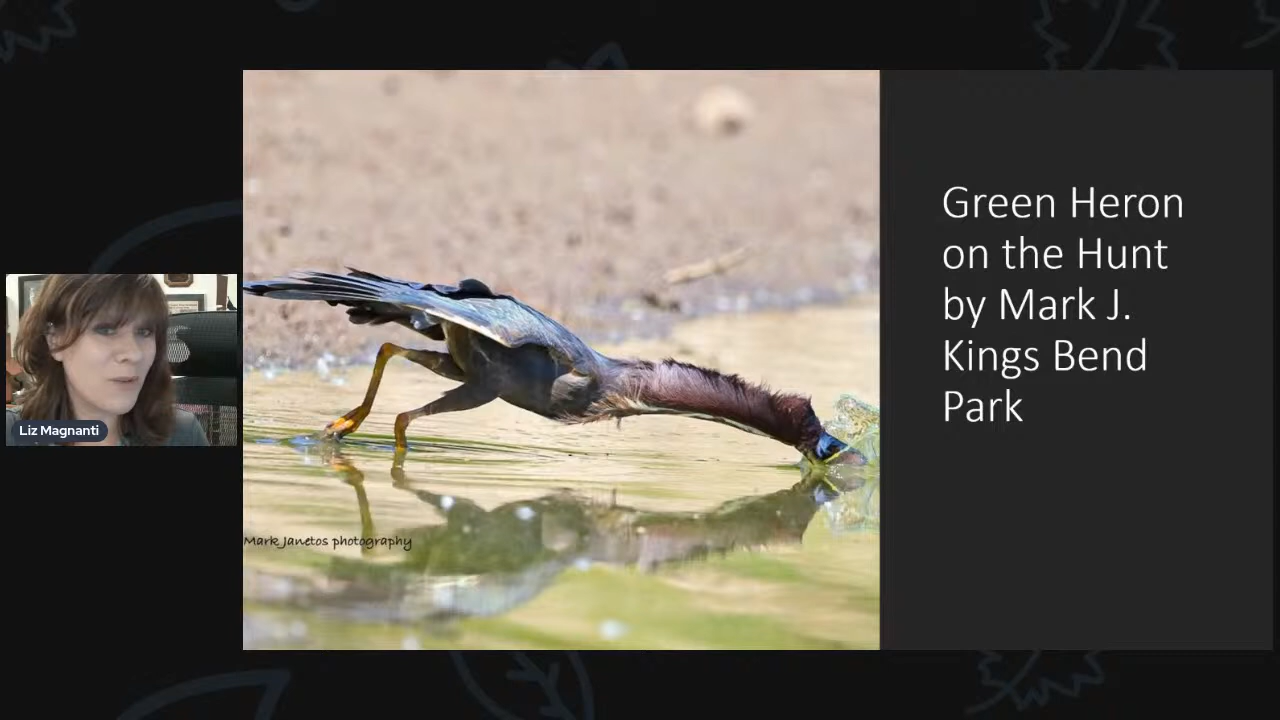 Green Heron
on the Hunt
by Mark J.
Kings Bend
Park
Liz Magnanti
Mark Janetos photography